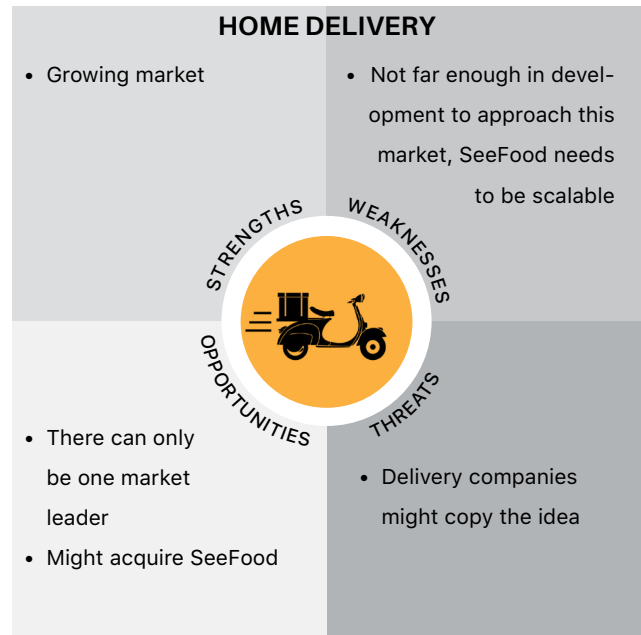 HOME DELIVERY
• Growing market
• Not far enough in devel-
opment to approach this
market, SeeFood needs
to be scalable
STRENGTHS
WEAKNESSES
OPPORTUNITIES
THREATS
• There can only
be one market
leader
• Might acquire SeeFood
• Delivery companies
might copy the idea